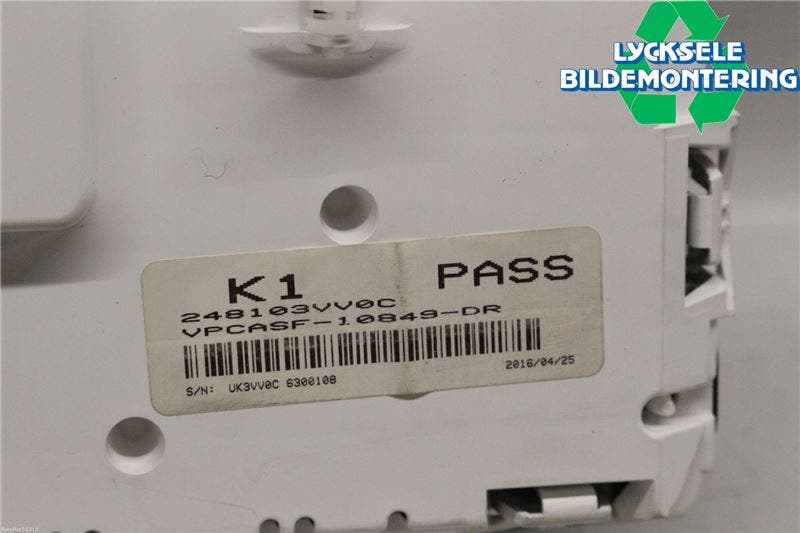 LYCKSELE
BILDEMONTERING
K1 PASS
248103VV0C
VPCASF-10849-DR
S/N: UK3VV0C 6300108 2016/04/25